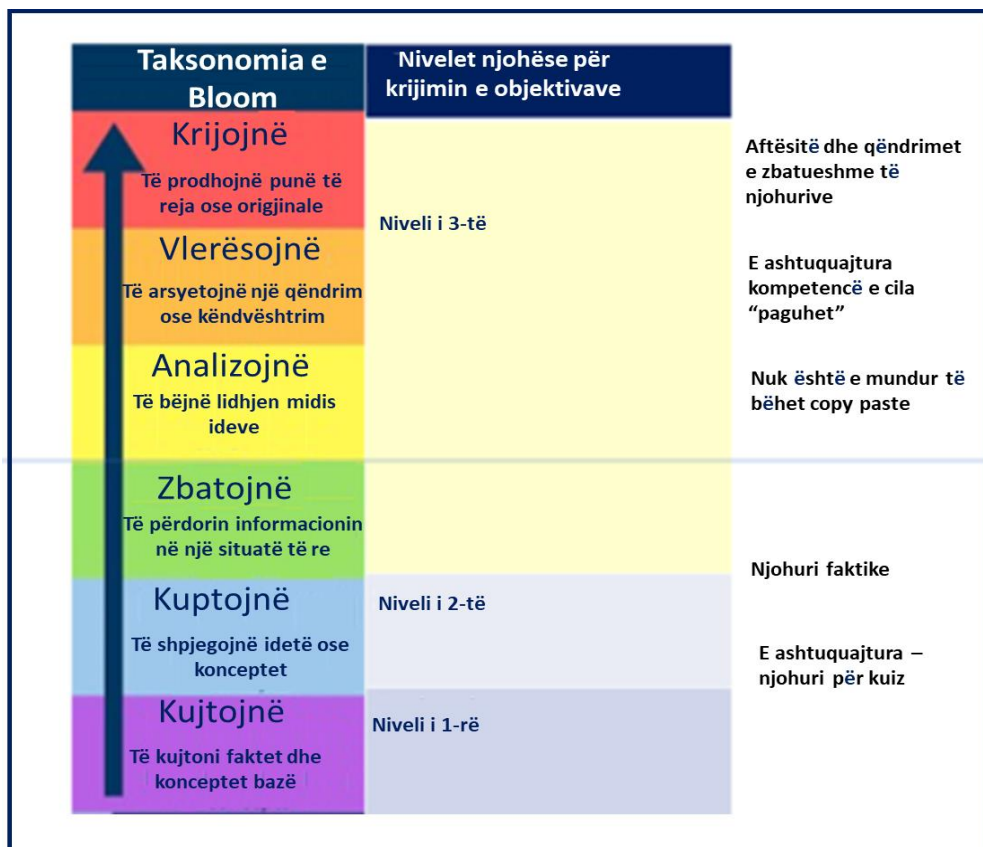 Taksonomia e
Bloom
Nivelet njohëse për
krijimin e objektivave
Krijojnë
Të prodhojnë punë të
reja ose origjinale
Vlerësojnë
Të arsyetojnë një qëndrim
ose këndvështrim
Analizojnë
Të bëjnë lidhjen midis
ideve
Zbatojnë
Të përdorin informacionin
në një situatë të re
Kuptojnë
Të shpjegojnë idetë ose
konceptet
Kujtojnë
Të kujtoni faktet dhe
konceptet bazë
Niveli i 3-të
Niveli i 2-të
Niveli i 1-rë
Aftësitë dhe qëndrimet
e zbatueshme të
njohurive
E ashtuquajtura
kompetencë e cila
“paguhet”
Nuk është e mundur të
bëhet copy paste
Njohuri faktike
E ashtuquajtura –
njohuri për kuiz